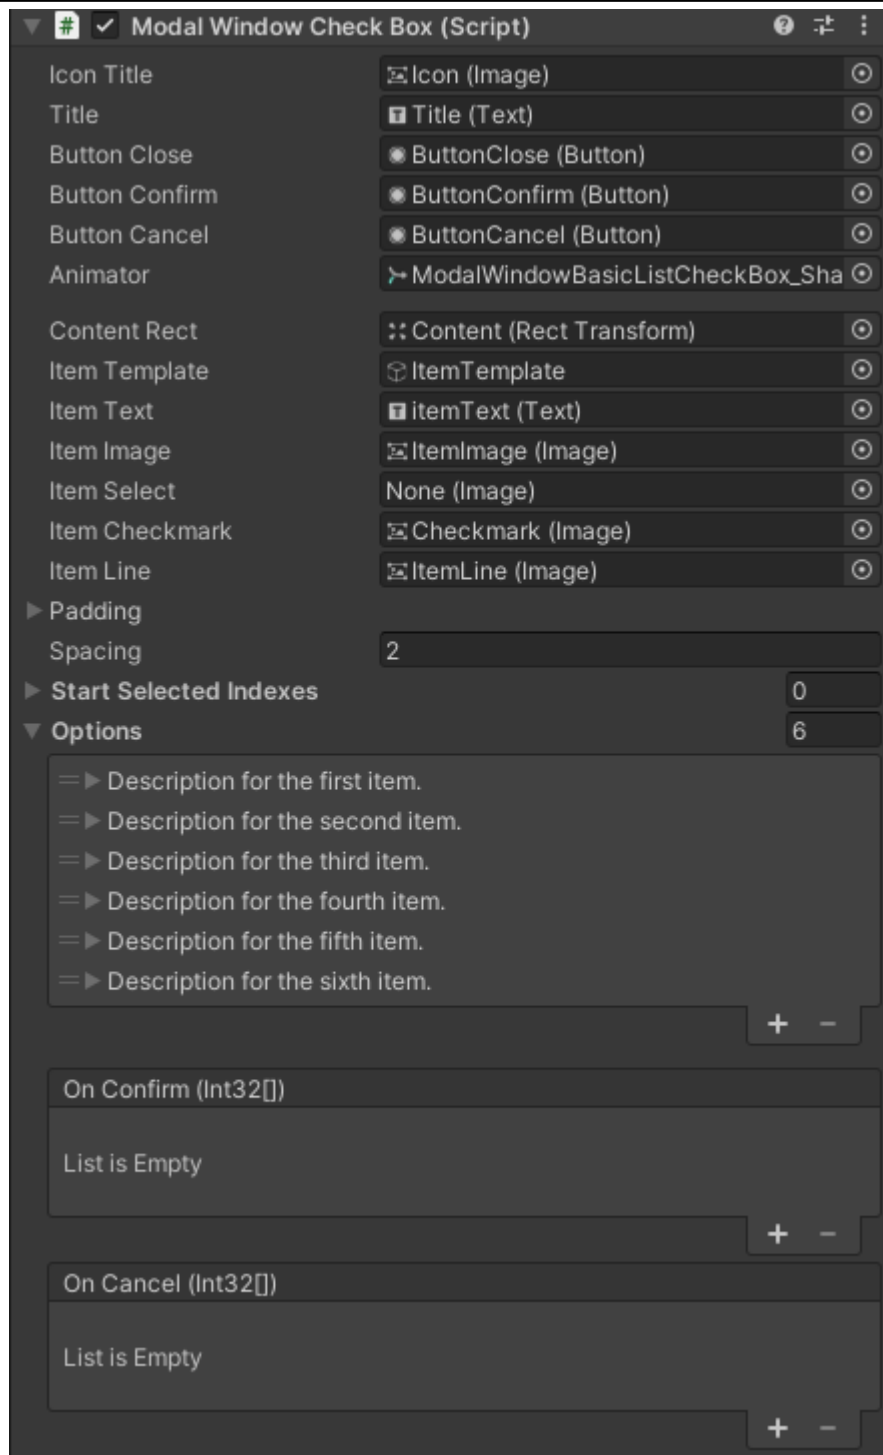 Modal Window Check Box (Script)
Icon Title Icon (Image)
Title Title (Text)
Button Close ButtonClose (Button)
Button Confirm ButtonConfirm (Button)
Button Cancel ButtonCancel (Button)
Animator ModalWindowBasicListCheckBox_Sha
Content Rect Content (Rect Transform)
Item Template ItemTemplate
Item Text itemText (Text)
Item Image ItemImage (Image)
Item Select None (Image)
Item Checkmark Checkmark (Image)
Item Line ItemLine (Image)
Padding
Spacing 2
Start Selected Indexes 0
Options 6
Description for the first item.
Description for the second item.
Description for the third item.
Description for the fourth item.
Description for the fifth item.
Description for the sixth item.
+ −
On Confirm (Int32[])
List is Empty
+ −
On Cancel (Int32[])
List is Empty
+ −